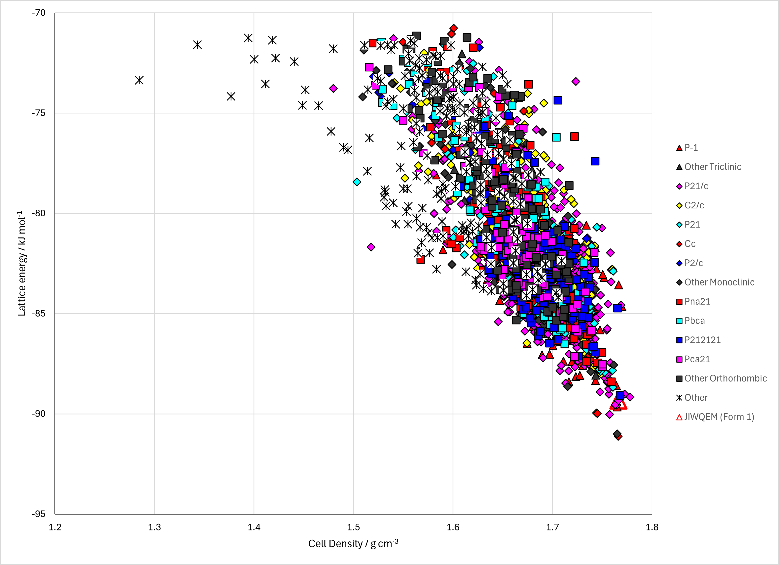 -70
-75
-80
-85
-90
-95
Lattice energy / kJ mol-1
1.2 1.3 1.4 1.5 1.6 1.7 1.8
Cell Density / g cm-3
P-1
Other Triclinic
P21/c
C2/c
P21
Cc
P2/c
Other Monoclinic
Pna21
Pbca
P212121
Pca21
Other Orthorhombic
Other
JIWQEM (Form 1)